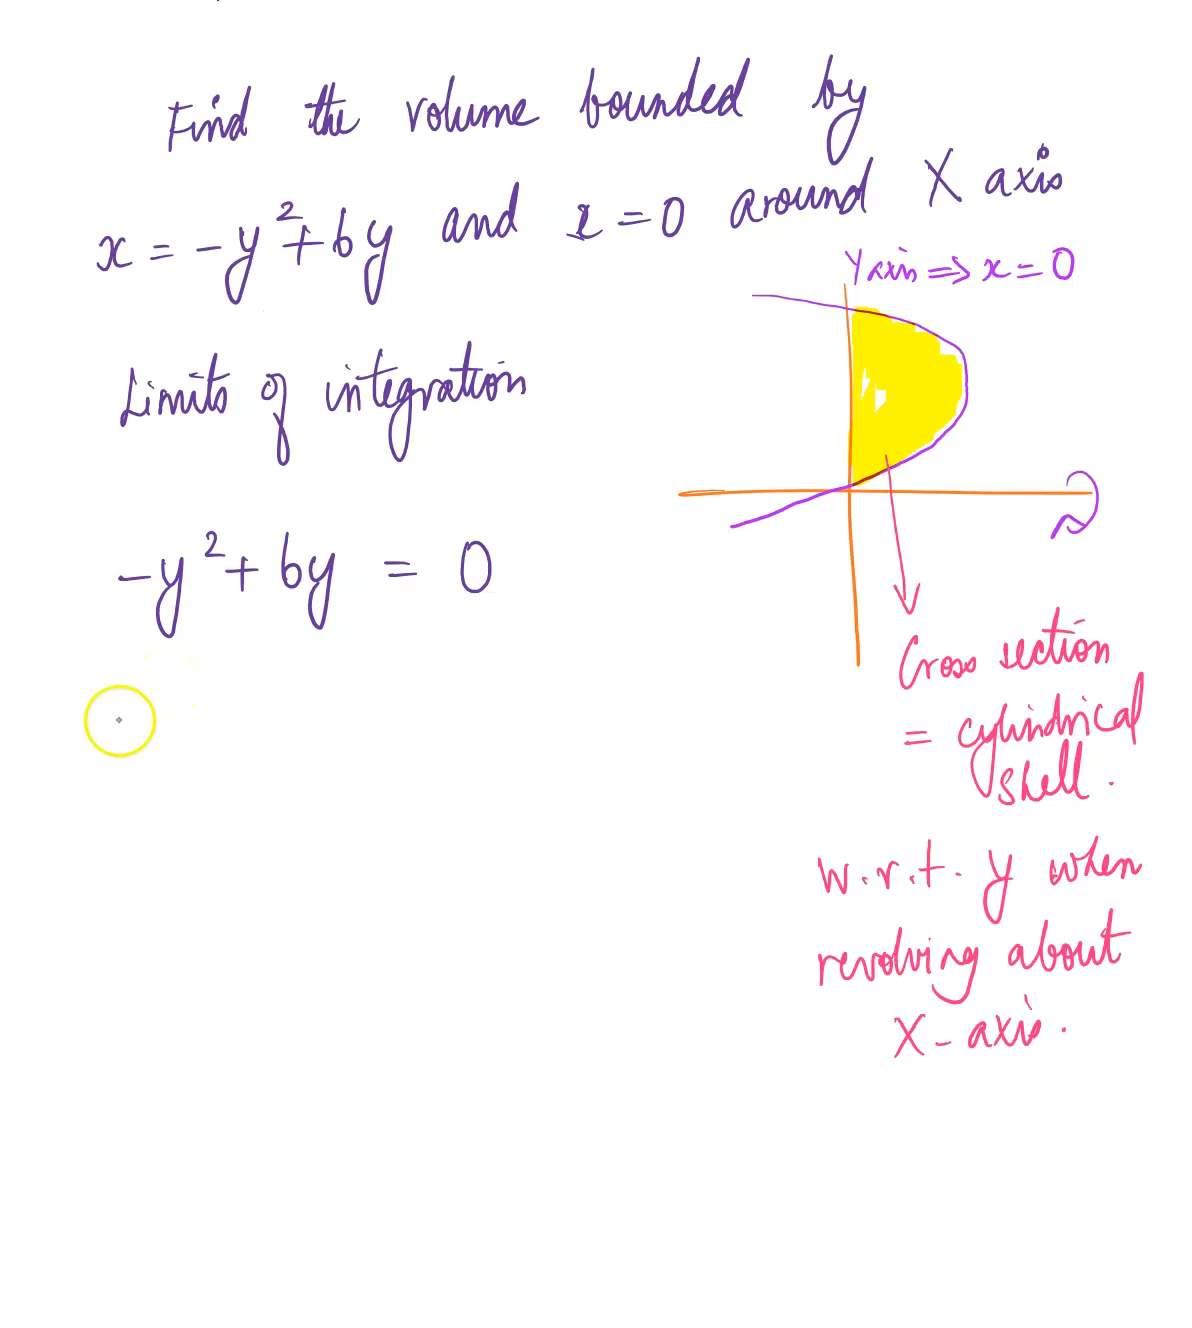 Find the volume bounded by
x = -y² + 6y and x = 0 around X axis
Y axis => x = 0
Limits of integration
-y² + 6y = 0
Cross section
= cylindrical
shell.
w.r.t. y when
revolving about
X-axis.